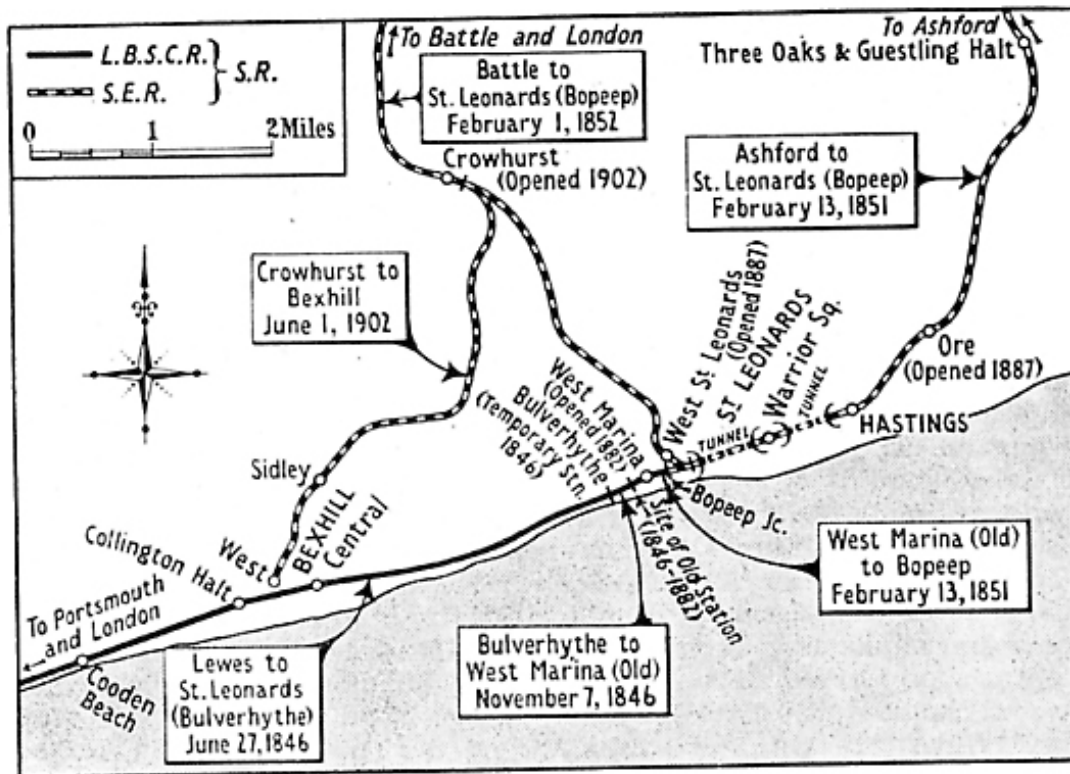 L.B.S.C.R.
S.E.R.
S.R.
0 1 2 Miles
To Battle and London
Battle to
St. Leonards (Bopeep)
February 1, 1852
To Ashford
Three Oaks & Guestling Halt
Crowhurst
(Opened 1902)
Ashford to
St. Leonards (Bopeep)
February 13, 1851
Crowhurst to
Bexhill
June 1, 1902
West St Leonards
(Opened 1887)
ST LEONARDS
Warrior Sq.
TUNNEL
TUNNEL
Ore
(Opened 1887)
HASTINGS
West Marina
(Opened 1882)
Bulverhythe
(Temporary Stn.
1846)
Bopeep Jc.
Site of Old Station
(1846-1882)
West Marina (Old)
to Bopeep
February 13, 1851
Sidley
West
BEXHILL
Central
Collington Halt
To Portsmouth
and London
Cooden
Beach
Lewes to
St. Leonards
(Bulverhythe)
June 27, 1846
Bulverhythe to
West Marina (Old)
November 7, 1846